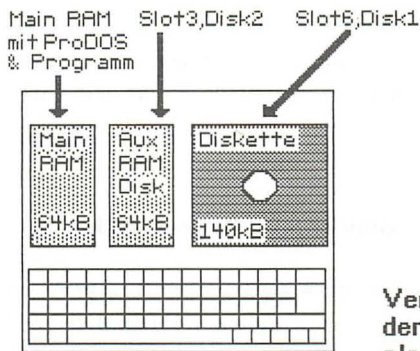 Main RAM
mit ProDOS
& Programm
Slot3,Disk2
Slot6,Disk1
Main
RAM
64kB
Aux
RAM
Disk
64kB
Diskette
140kB
Ver
der